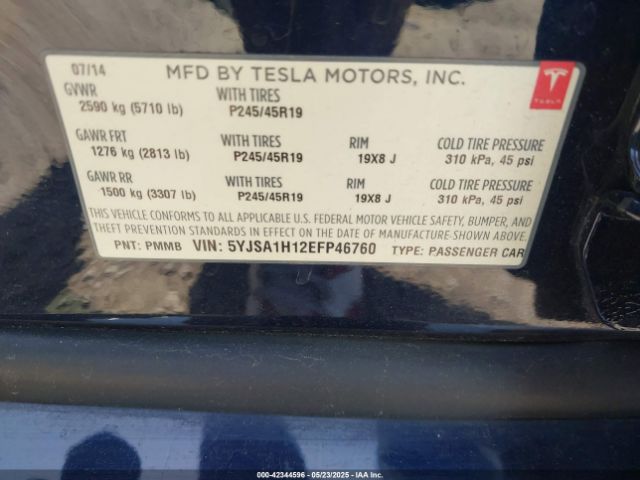 07/14 MFD BY TESLA MOTORS, INC.
GVWR WITH TIRES
2590 kg (5710 lb) P245/45R19
TESLA
GAWR FRT WITH TIRES RIM COLD TIRE PRESSURE
1276 kg (2813 lb) P245/45R19 19X8 J 310 kPa, 45 psi
GAWR RR WITH TIRES RIM COLD TIRE PRESSURE
1500 kg (3307 lb) P245/45R19 19X8 J 310 kPa, 45 psi
THIS VEHICLE CONFORMS TO ALL APPLICABLE U.S. FEDERAL MOTOR VEHICLE SAFETY, BUMPER, AND
THEFT PREVENTION STANDARDS IN EFFECT ON THE DATE OF MANUFACTURE SHOWN ABOVE.
PNT: PMMB VIN: 5YJSA1H12EFP46760 TYPE: PASSENGER CAR
000-42344596 - 05/23/2025 - IAAI.COM